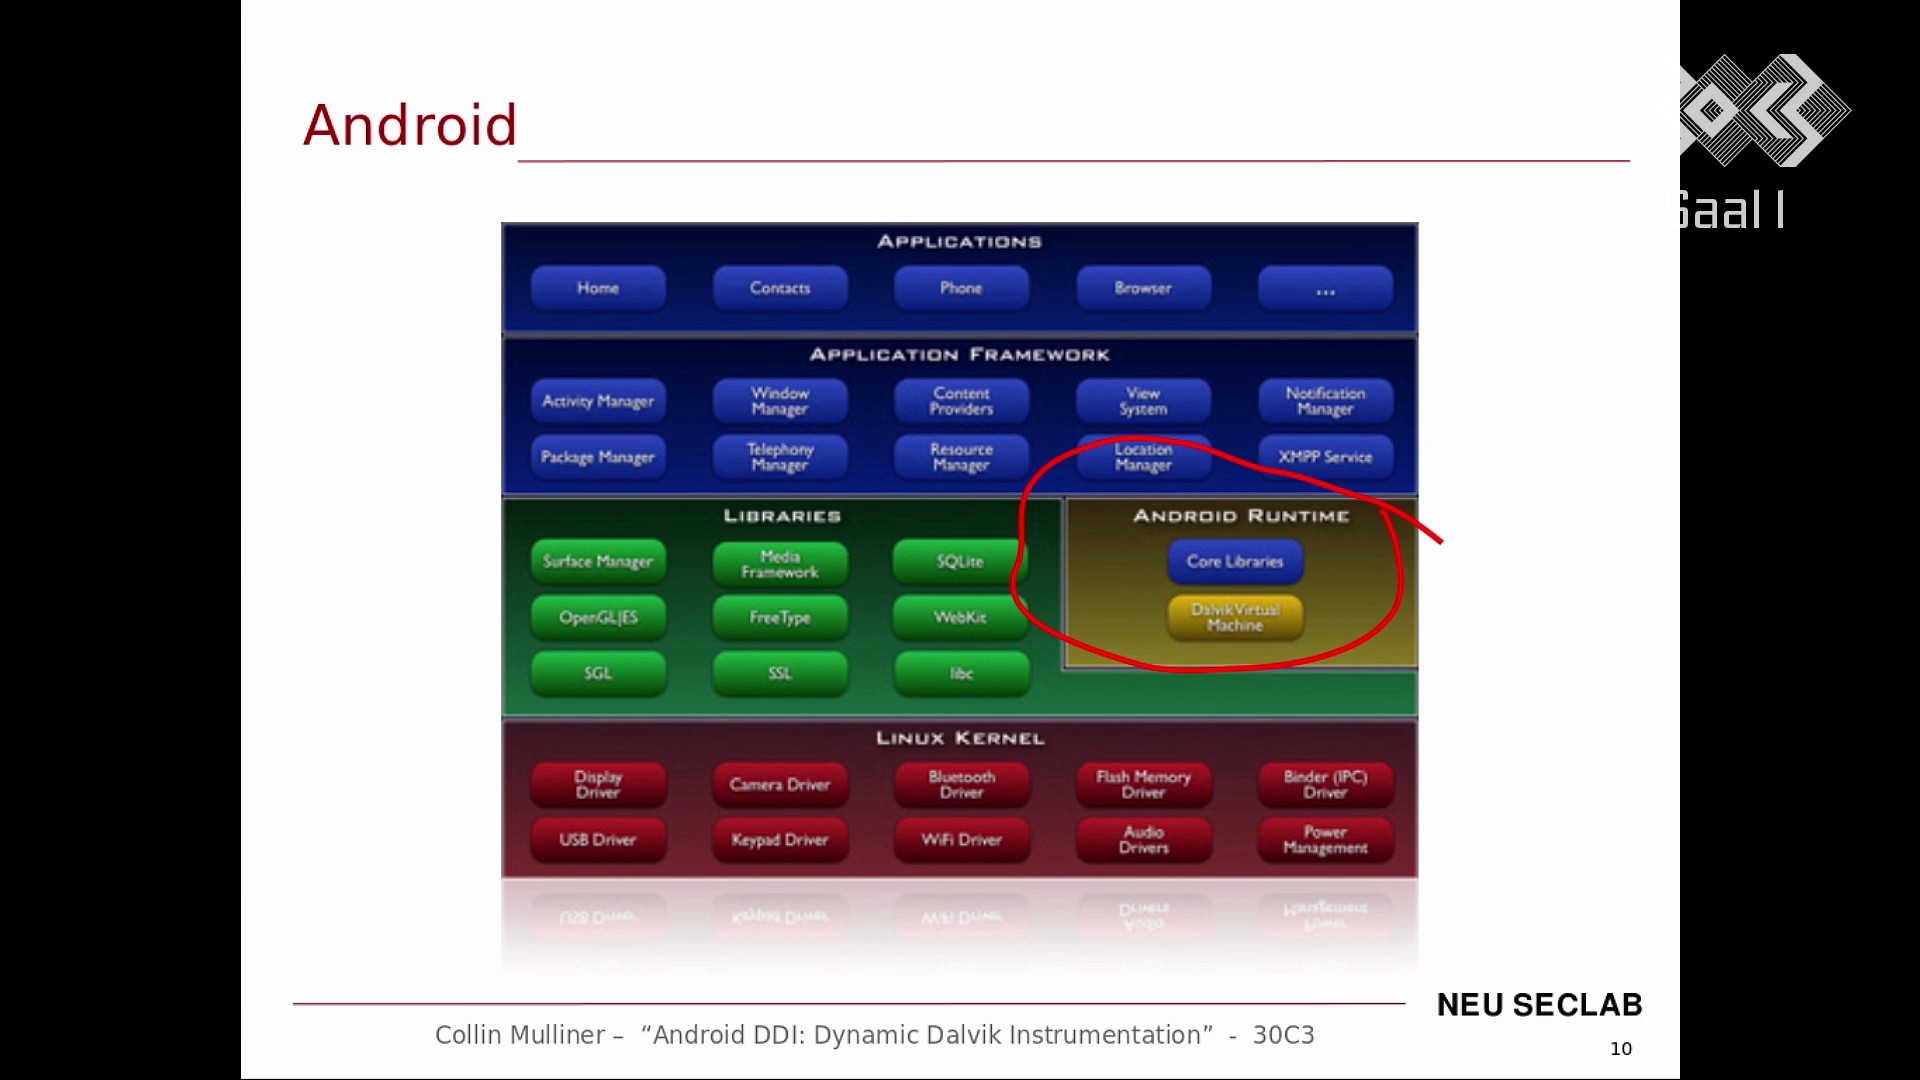 Android
Saal 1
APPLICATIONS
Home
Contacts
Phone
Browser
...
APPLICATION FRAMEWORK
Activity Manager
Window
Manager
Content
Providers
View
System
Notification
Manager
Package Manager
Telephony
Manager
Resource
Manager
Location
Manager
XMPP Service
LIBRARIES
Surface Manager
Media
Framework
SQLite
OpenGL|ES
FreeType
WebKit
SGL
SSL
libc
ANDROID RUNTIME
Core Libraries
Dalvik Virtual
Machine
LINUX KERNEL
Display
Driver
Camera Driver
Bluetooth
Driver
Flash Memory
Driver
Binder (IPC)
Driver
USB Driver
Keypad Driver
WiFi Driver
Audio
Drivers
Power
Management
NEU SECLAB
Collin Mulliner – “Android DDI: Dynamic Dalvik Instrumentation” - 30C3
10